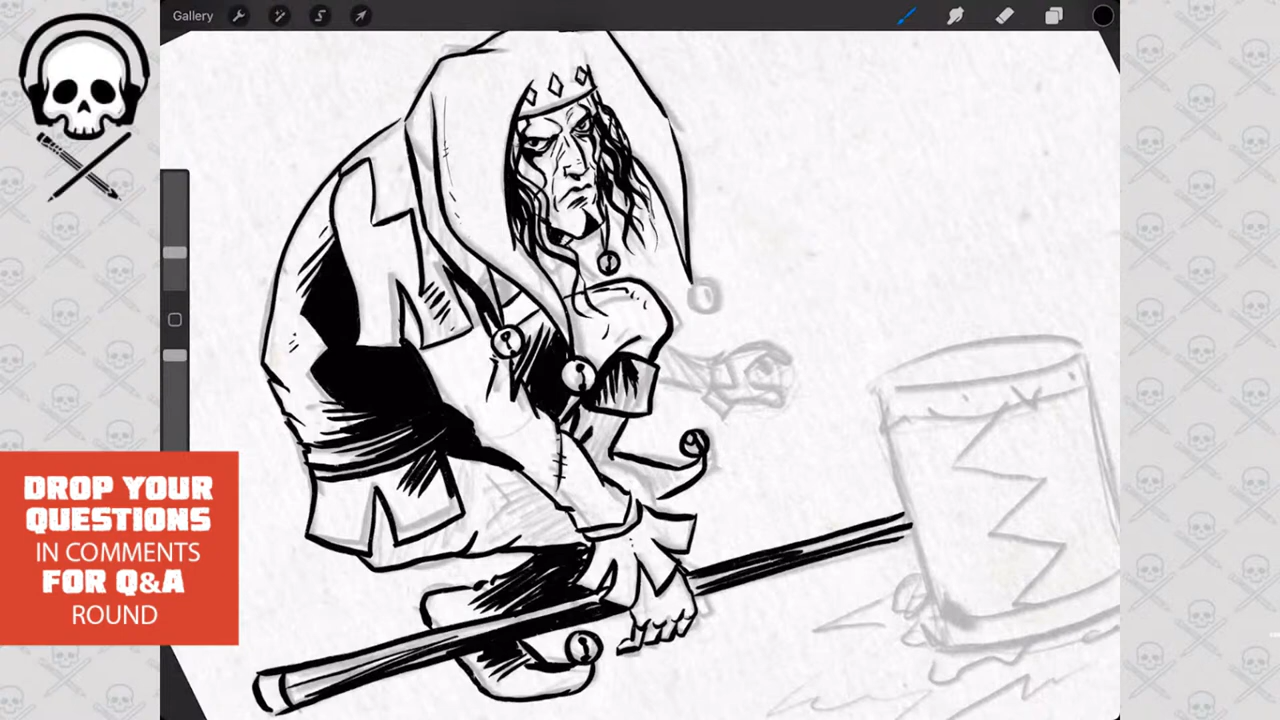 Gallery
DROP YOUR
QUESTIONS
IN COMMENTS
FOR Q&A
ROUND